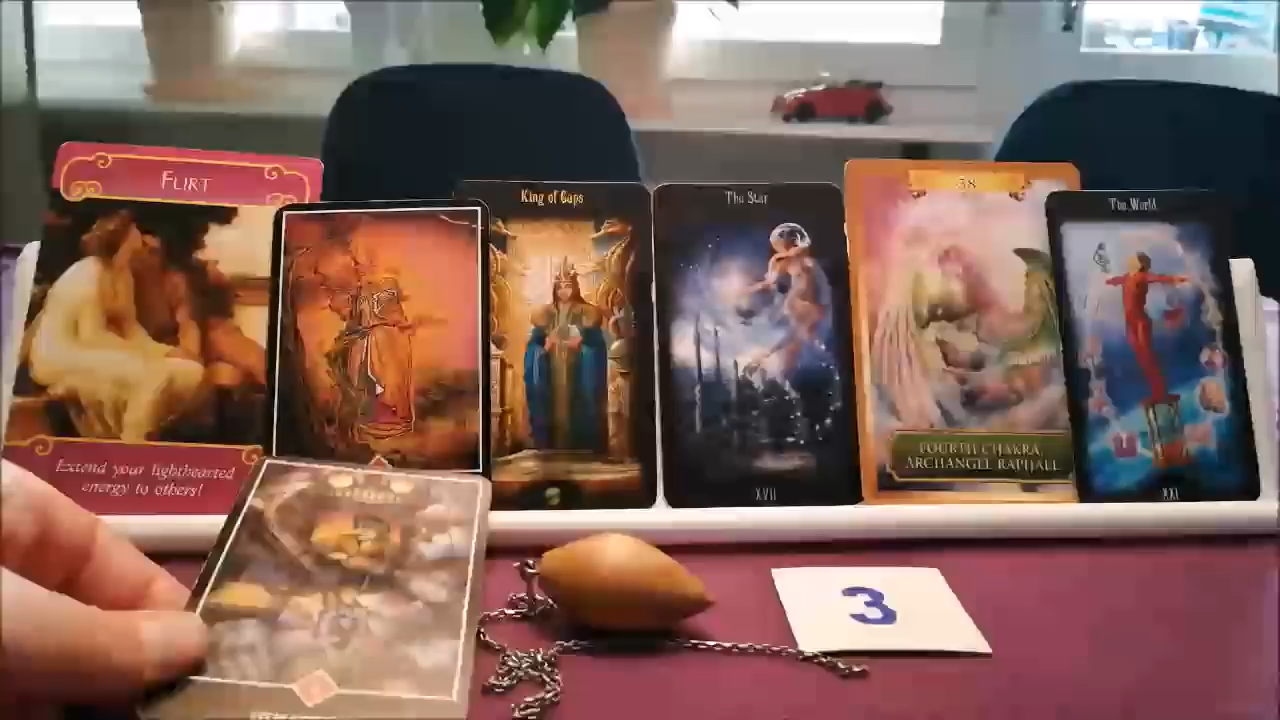 FLIRT
Extend your lighthearted
energy to others!
King of Cups
The Star
XVII
38
FOURTH CHAKRA,
ARCHANGEL RAPHAEL
The World
XXI
3